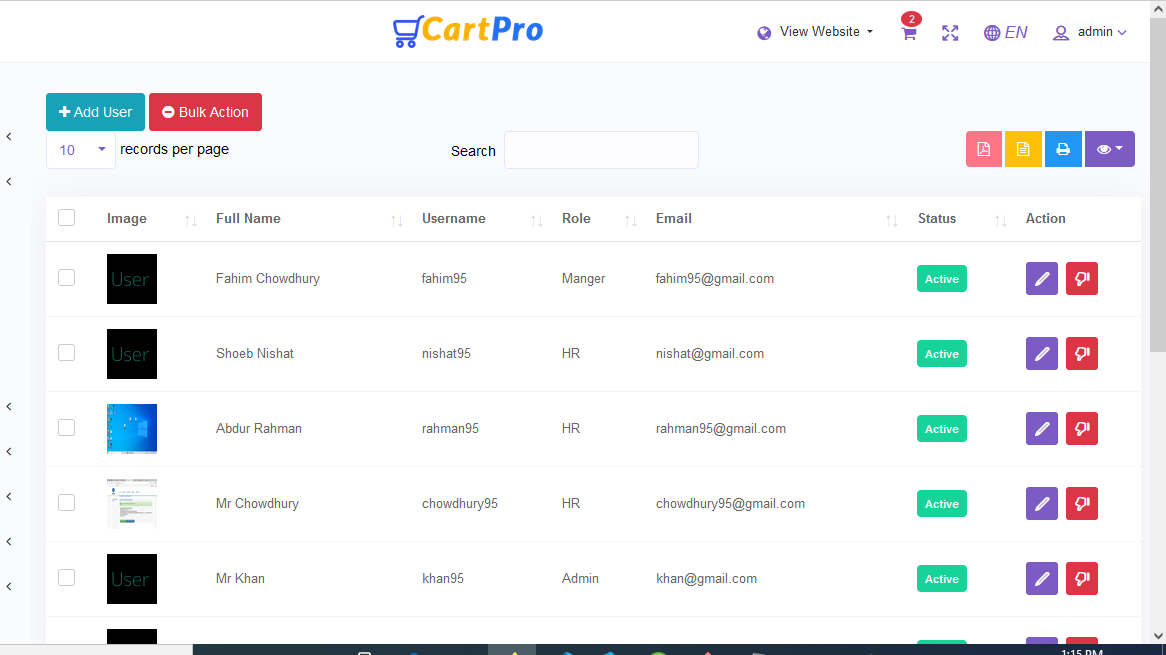 CartPro
2
View Website
EN
admin
Add User
Bulk Action
10
records per page
Search
Image Full Name Username Role Email Status Action
User Fahim Chowdhury fahim95 Manger fahim95@gmail.com Active
User Shoeb Nishat nishat95 HR nishat@gmail.com Active
Abdur Rahman rahman95 HR rahman95@gmail.com Active
Mr Chowdhury chowdhury95 HR chowdhury95@gmail.com Active
User Mr Khan khan95 Admin khan@gmail.com Active
1:15 PM